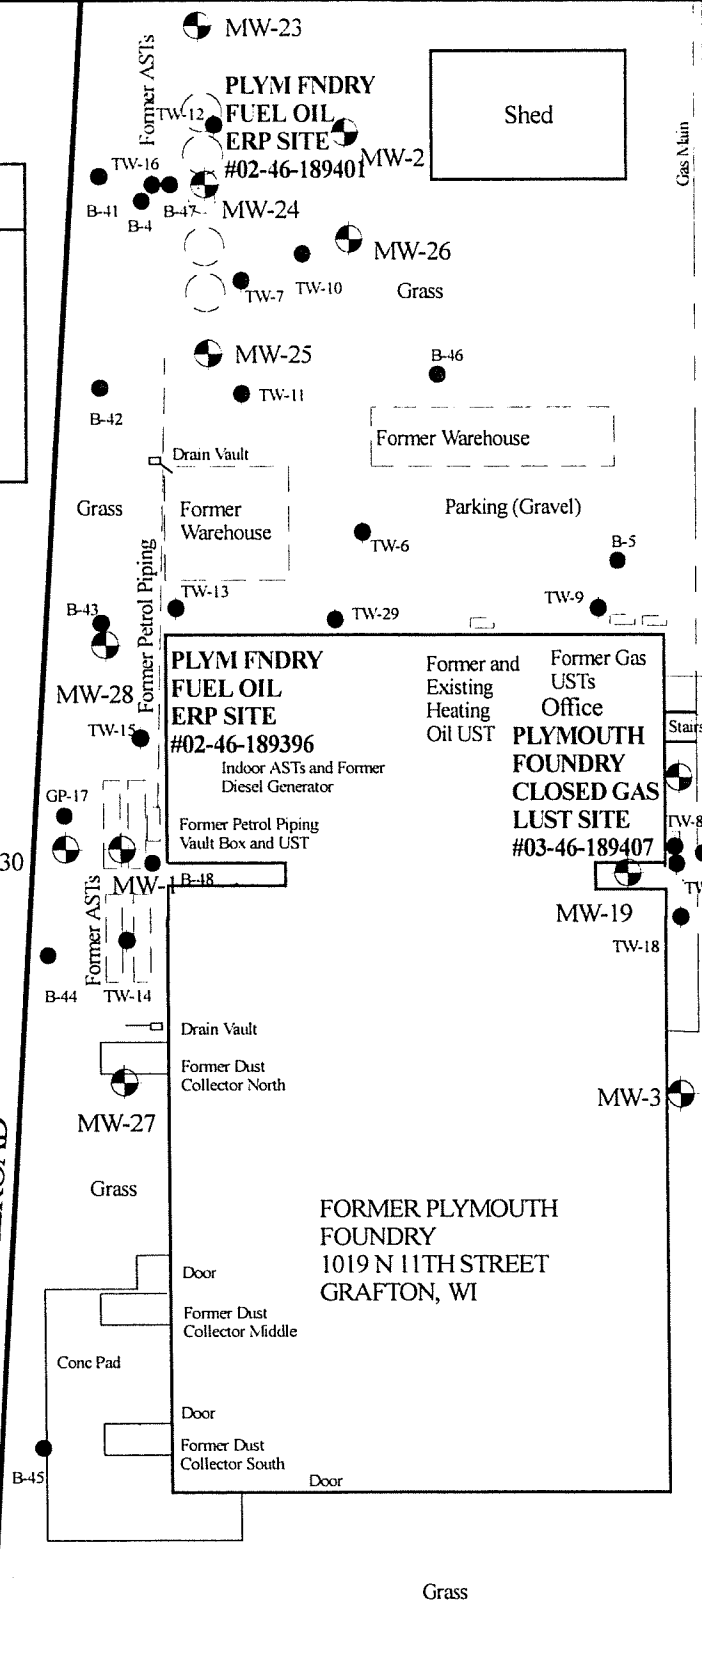 MW-23
Former ASTs
PLYM FNDRY
FUEL OIL
ERP SITE
#02-46-189401
TW-12
MW-2
Shed
Gas Main
TW-16
B-41
B-4
B-47
MW-24
MW-26
TW-7
TW-10
Grass
MW-25
B-46
TW-11
B-42
Former Warehouse
Drain Vault
Grass
Former
Warehouse
Parking (Gravel)
TW-6
B-5
Former Petrol Piping
TW-13
TW-29
TW-9
B-43
MW-28
PLYM FNDRY
FUEL OIL
ERP SITE
#02-46-189396
Indoor ASTs and Former
Diesel Generator
Former and
Existing
Heating
Oil UST
Former Gas
USTs
Office
PLYMOUTH
FOUNDRY
CLOSED GAS
LUST SITE
#03-46-189407
Stairs
TW-15
GP-17
Former Petrol Piping
Vault Box and UST
TW-8
30
MW-1
B-48
TW
MW-19
TW-18
Former ASTs
B-44
TW-14
Drain Vault
Former Dust
Collector North
MW-27
MW-3
Grass
FORMER PLYMOUTH
FOUNDRY
1019 N 11TH STREET
GRAFTON, WI
Door
Former Dust
Collector Middle
Conc Pad
Door
Former Dust
Collector South
B-45
Door
Grass